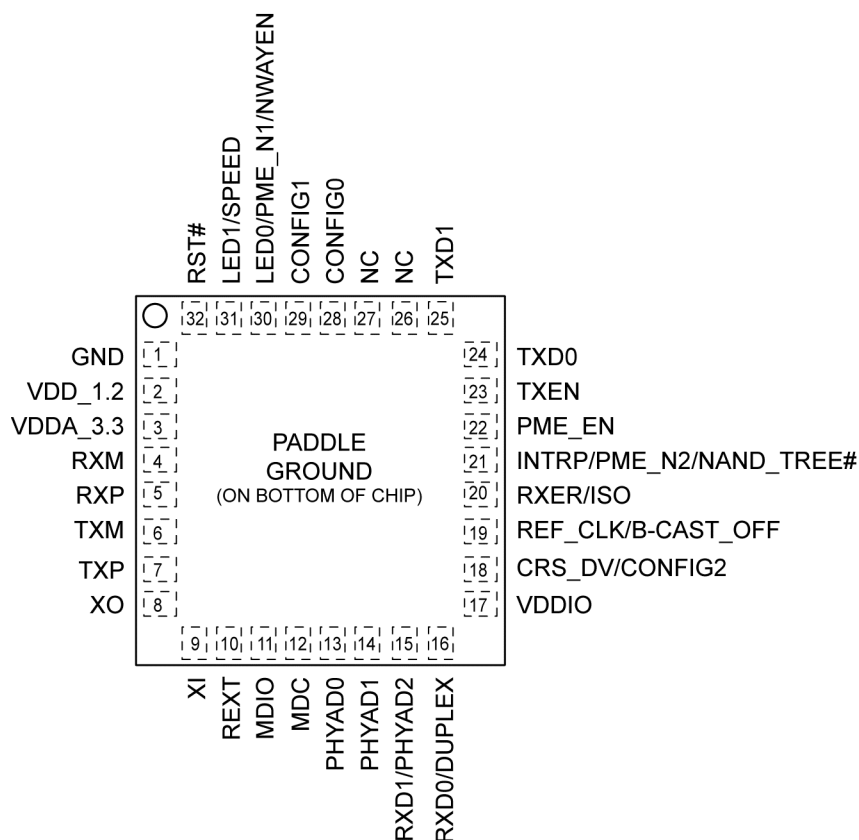 RST#
LED1/SPEED
LED0/PME_N1/NWAYEN
CONFIG1
CONFIG0
NC
NC
TXD1
32
31
30
29
28
27
26
25
GND 1
VDD_1.2 2
VDDA_3.3 3
RXM 4
RXP 5
TXM 6
TXP 7
XO 8
PADDLE
GROUND
(ON BOTTOM OF CHIP)
24 TXD0
23 TXEN
22 PME_EN
21 INTRP/PME_N2/NAND_TREE#
20 RXER/ISO
19 REF_CLK/B-CAST_OFF
18 CRS_DV/CONFIG2
17 VDDIO
9
10
11
12
13
14
15
16
XI
REXT
MDIO
MDC
PHYAD0
PHYAD1
RXD1/PHYAD2
RXD0/DUPLEX